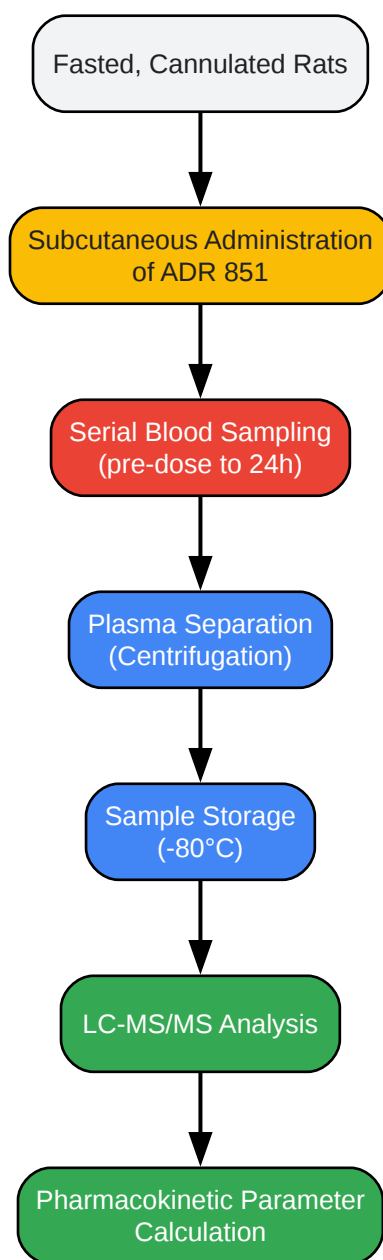 Fasted, Cannulated Rats
Subcutaneous Administration
of ADR 851
Serial Blood Sampling
(pre-dose to 24h)
Plasma Separation
(Centrifugation)
Sample Storage
(-80°C)
LC-MS/MS Analysis
Pharmacokinetic Parameter
Calculation